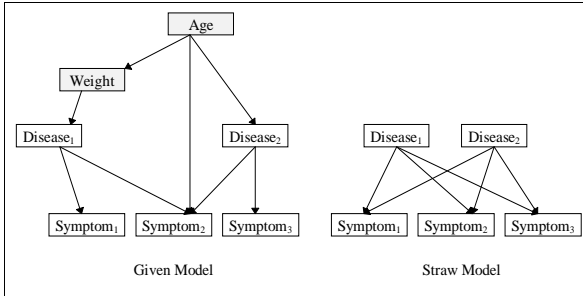 Age
Weight
Disease₁ Disease₂ Disease₁ Disease₂
Symptom₁ Symptom₂ Symptom₃ Symptom₁ Symptom₂ Symptom₃
Given Model Straw Model